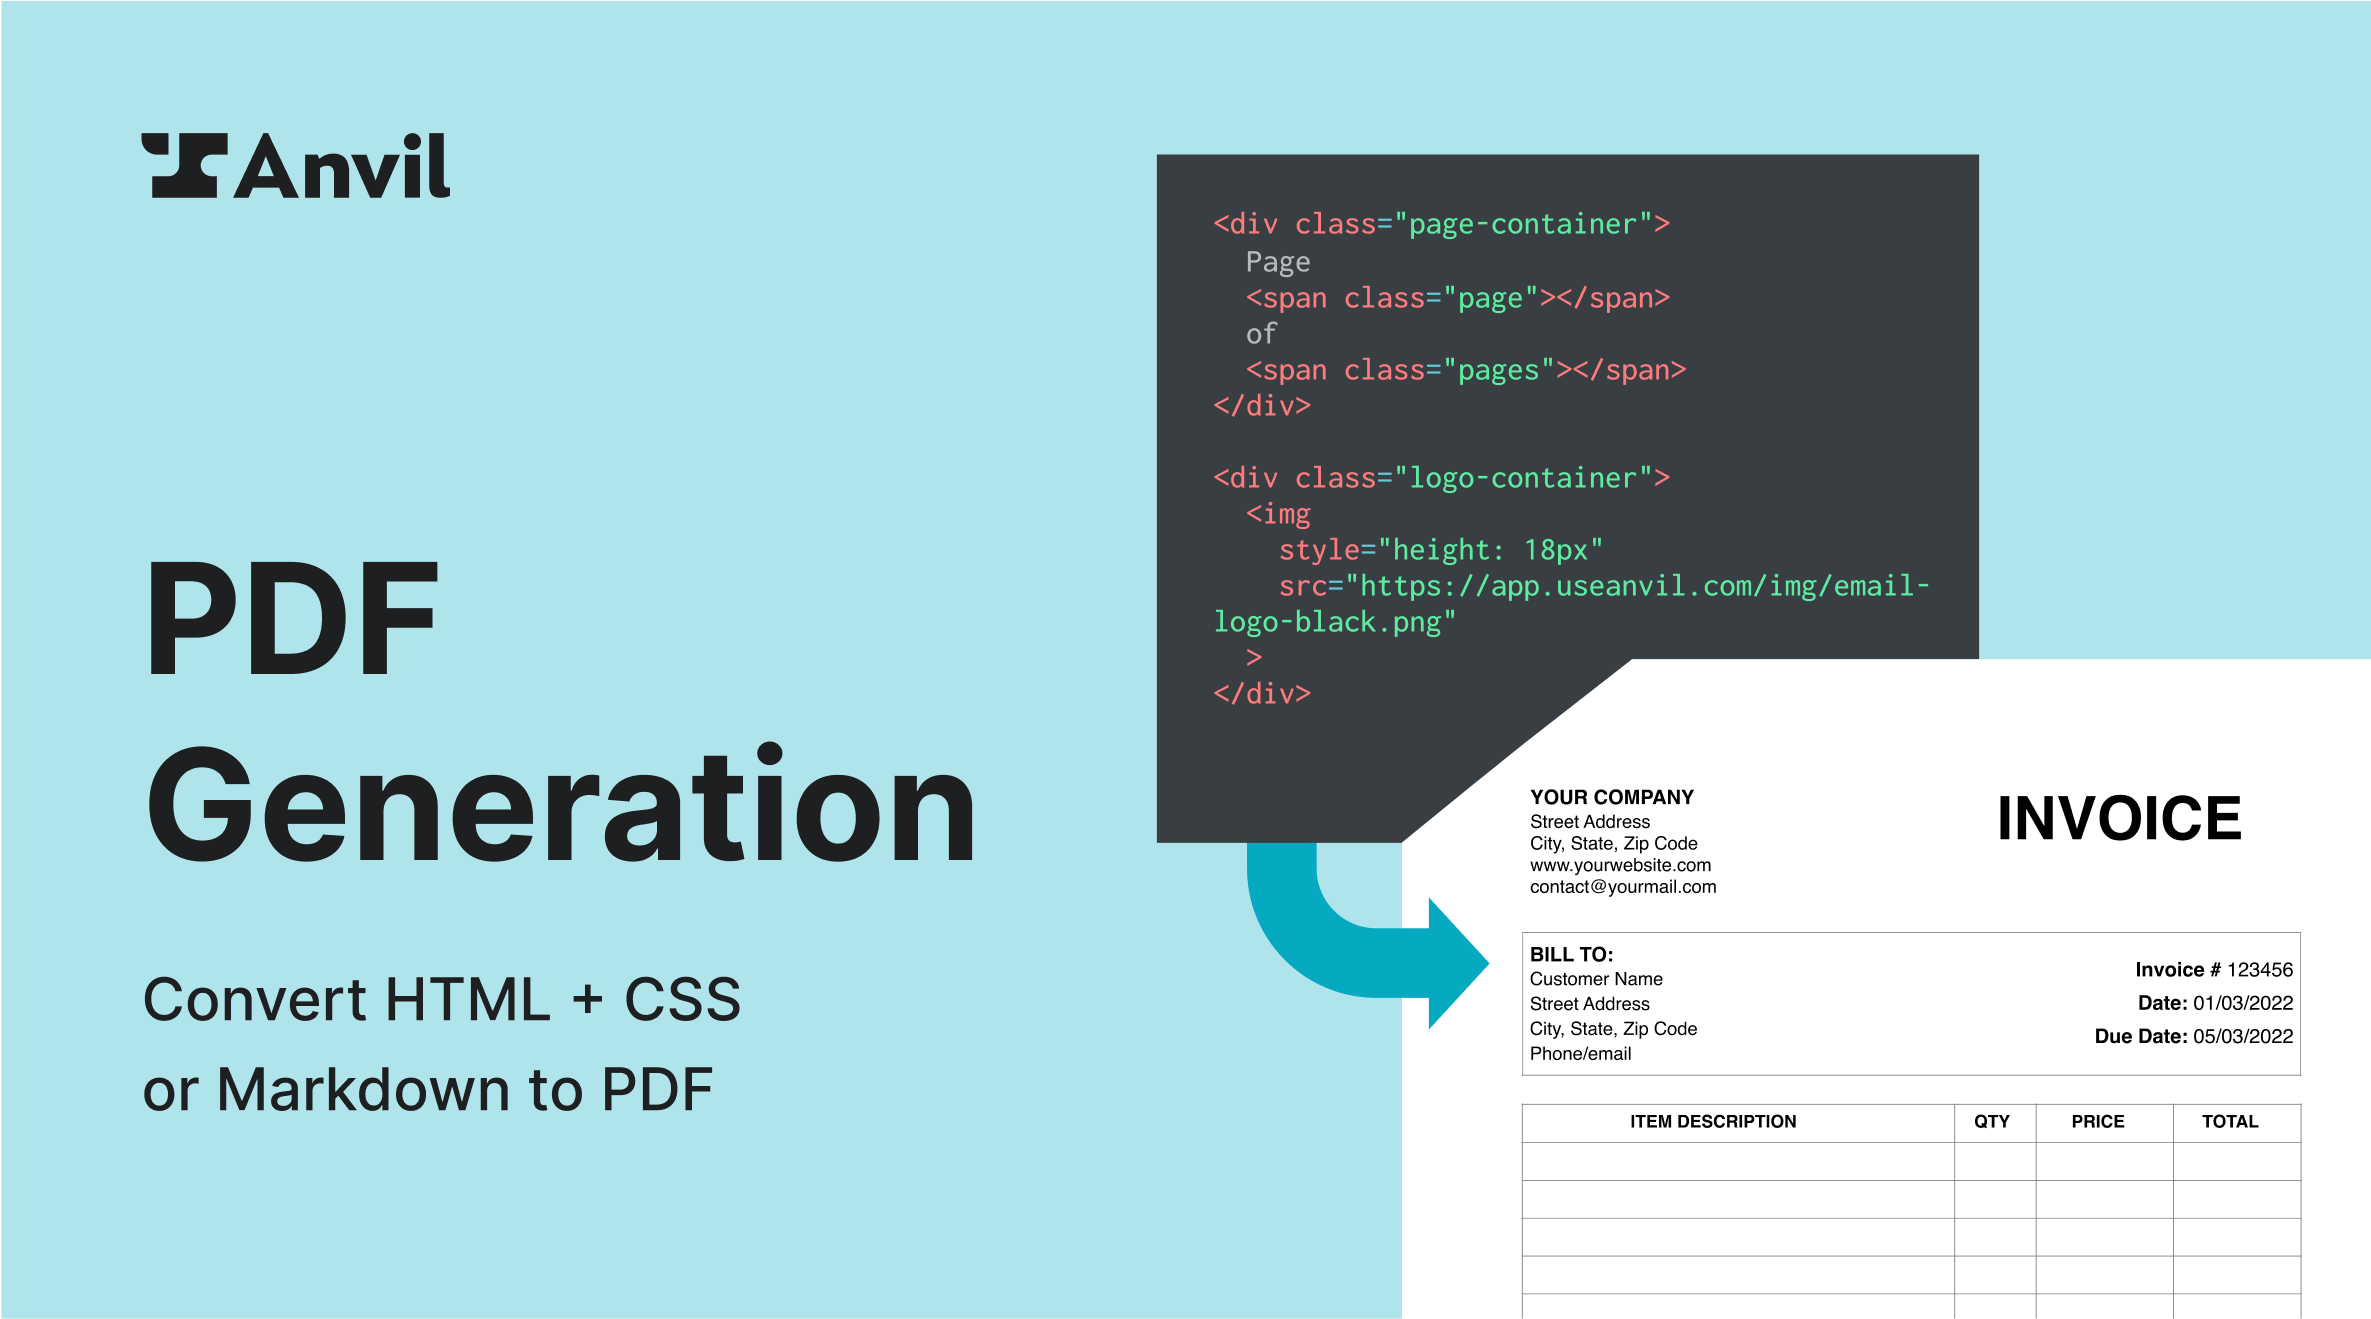 Anvil
PDF
Generation
Convert HTML + CSS
or Markdown to PDF
<div class="page-container">
  Page
  <span class="page"></span>
  of
  <span class="pages"></span>
</div>
<div class="logo-container">
  <img
    style="height: 18px"
    src="https://app.useanvil.com/img/email-
logo-black.png"
  >
</div>
YOUR COMPANY
Street Address
City, State, Zip Code
www.yourwebsite.com
contact@yourmail.com
INVOICE
BILL TO:
Customer Name
Street Address
City, State, Zip Code
Phone/email
Invoice # 123456
Date: 01/03/2022
Due Date: 05/03/2022
ITEM DESCRIPTION QTY PRICE TOTAL